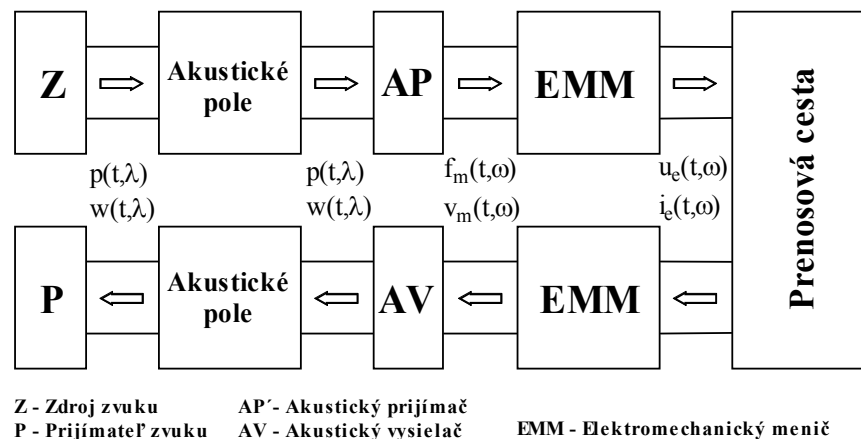 Z
Akustické
pole
AP
EMM
Prenosová cesta
p(t,λ)
w(t,λ)
p(t,λ)
w(t,λ)
fm(t,ω)
vm(t,ω)
ue(t,ω)
ie(t,ω)
P
Akustické
pole
AV
EMM
Z - Zdroj zvuku
AP´- Akustický prijímač
P - Prijímateľ zvuku
AV - Akustický vysielač
EMM - Elektromechanický menič